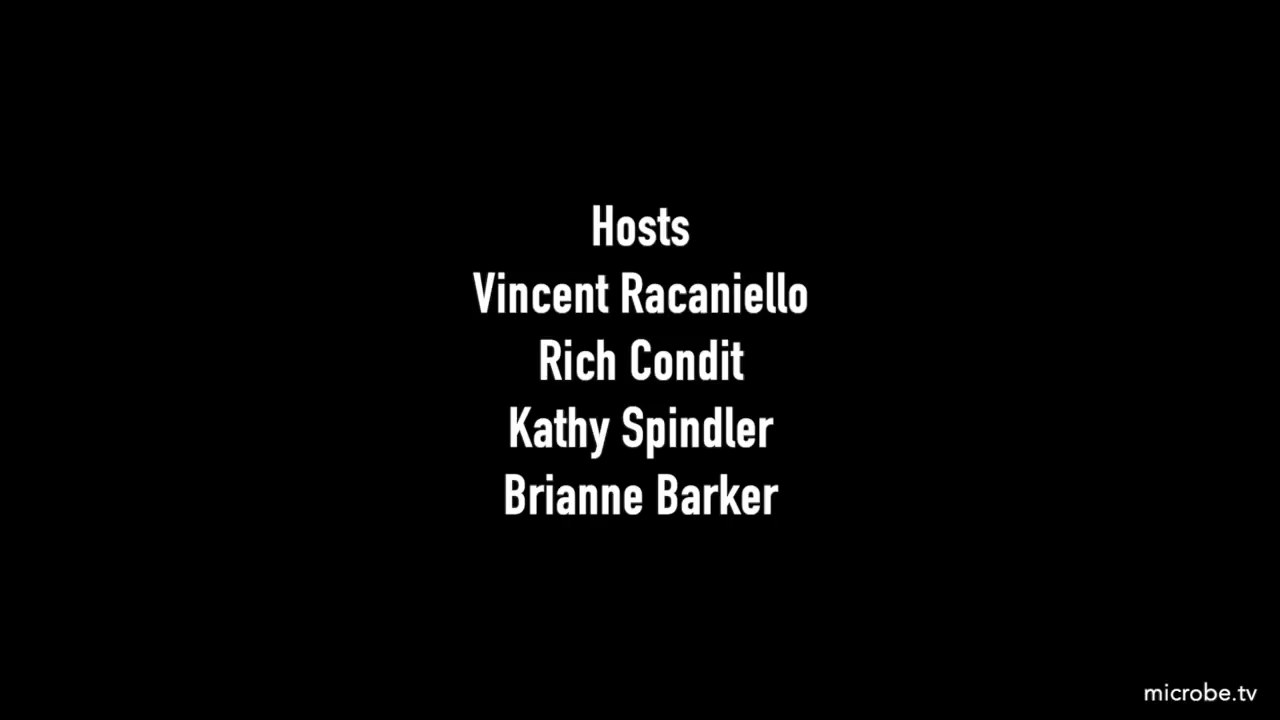 Hosts
Vincent Racaniello
Rich Condit
Kathy Spindler
Brianne Barker
microbe.tv